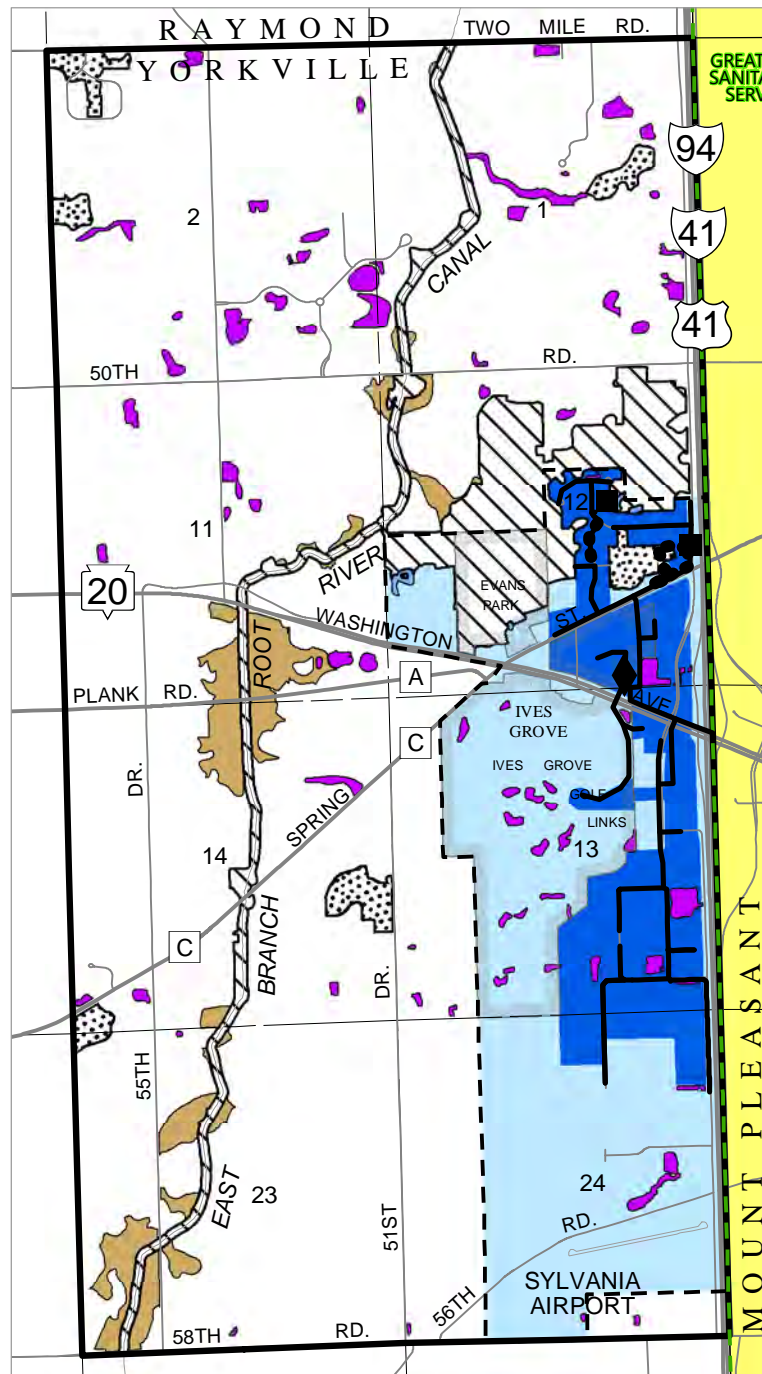 RAYMOND
TWO MILE RD.
YORKVILLE
GREAT
SANITA
SERV
94
41
41
2
1
CANAL
50TH
RD.
11
12
RIVER
20
EVANS
PARK
WASHINGTON
ST.
ROOT
PLANK RD.
A
AVE.
IVES
GROVE
C
IVES GROVE
GOLF
LINKS
DR.
SPRING
13
14
BRANCH
C
DR.
MOUNT PLEASANT
55TH
EAST
23
24
51ST
RD.
SYLVANIA
AIRPORT
56TH
58TH
RD.